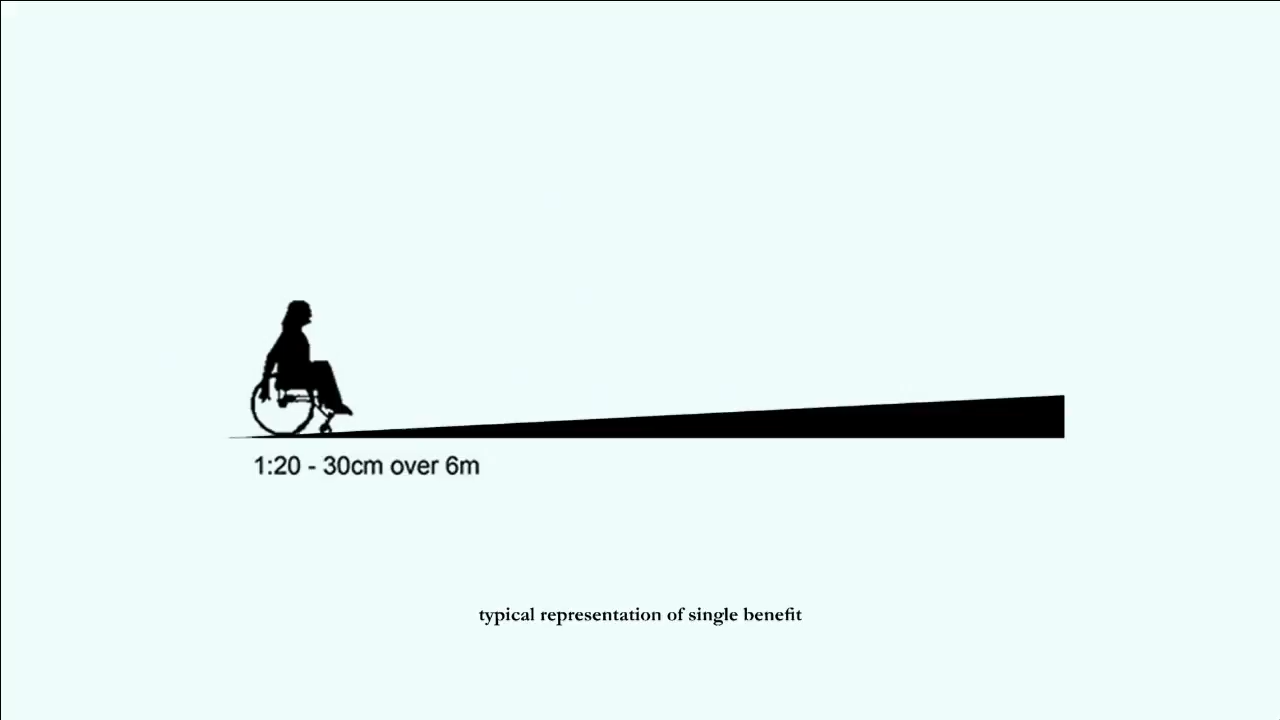 1:20 - 30cm over 6m
typical representation of single benefit